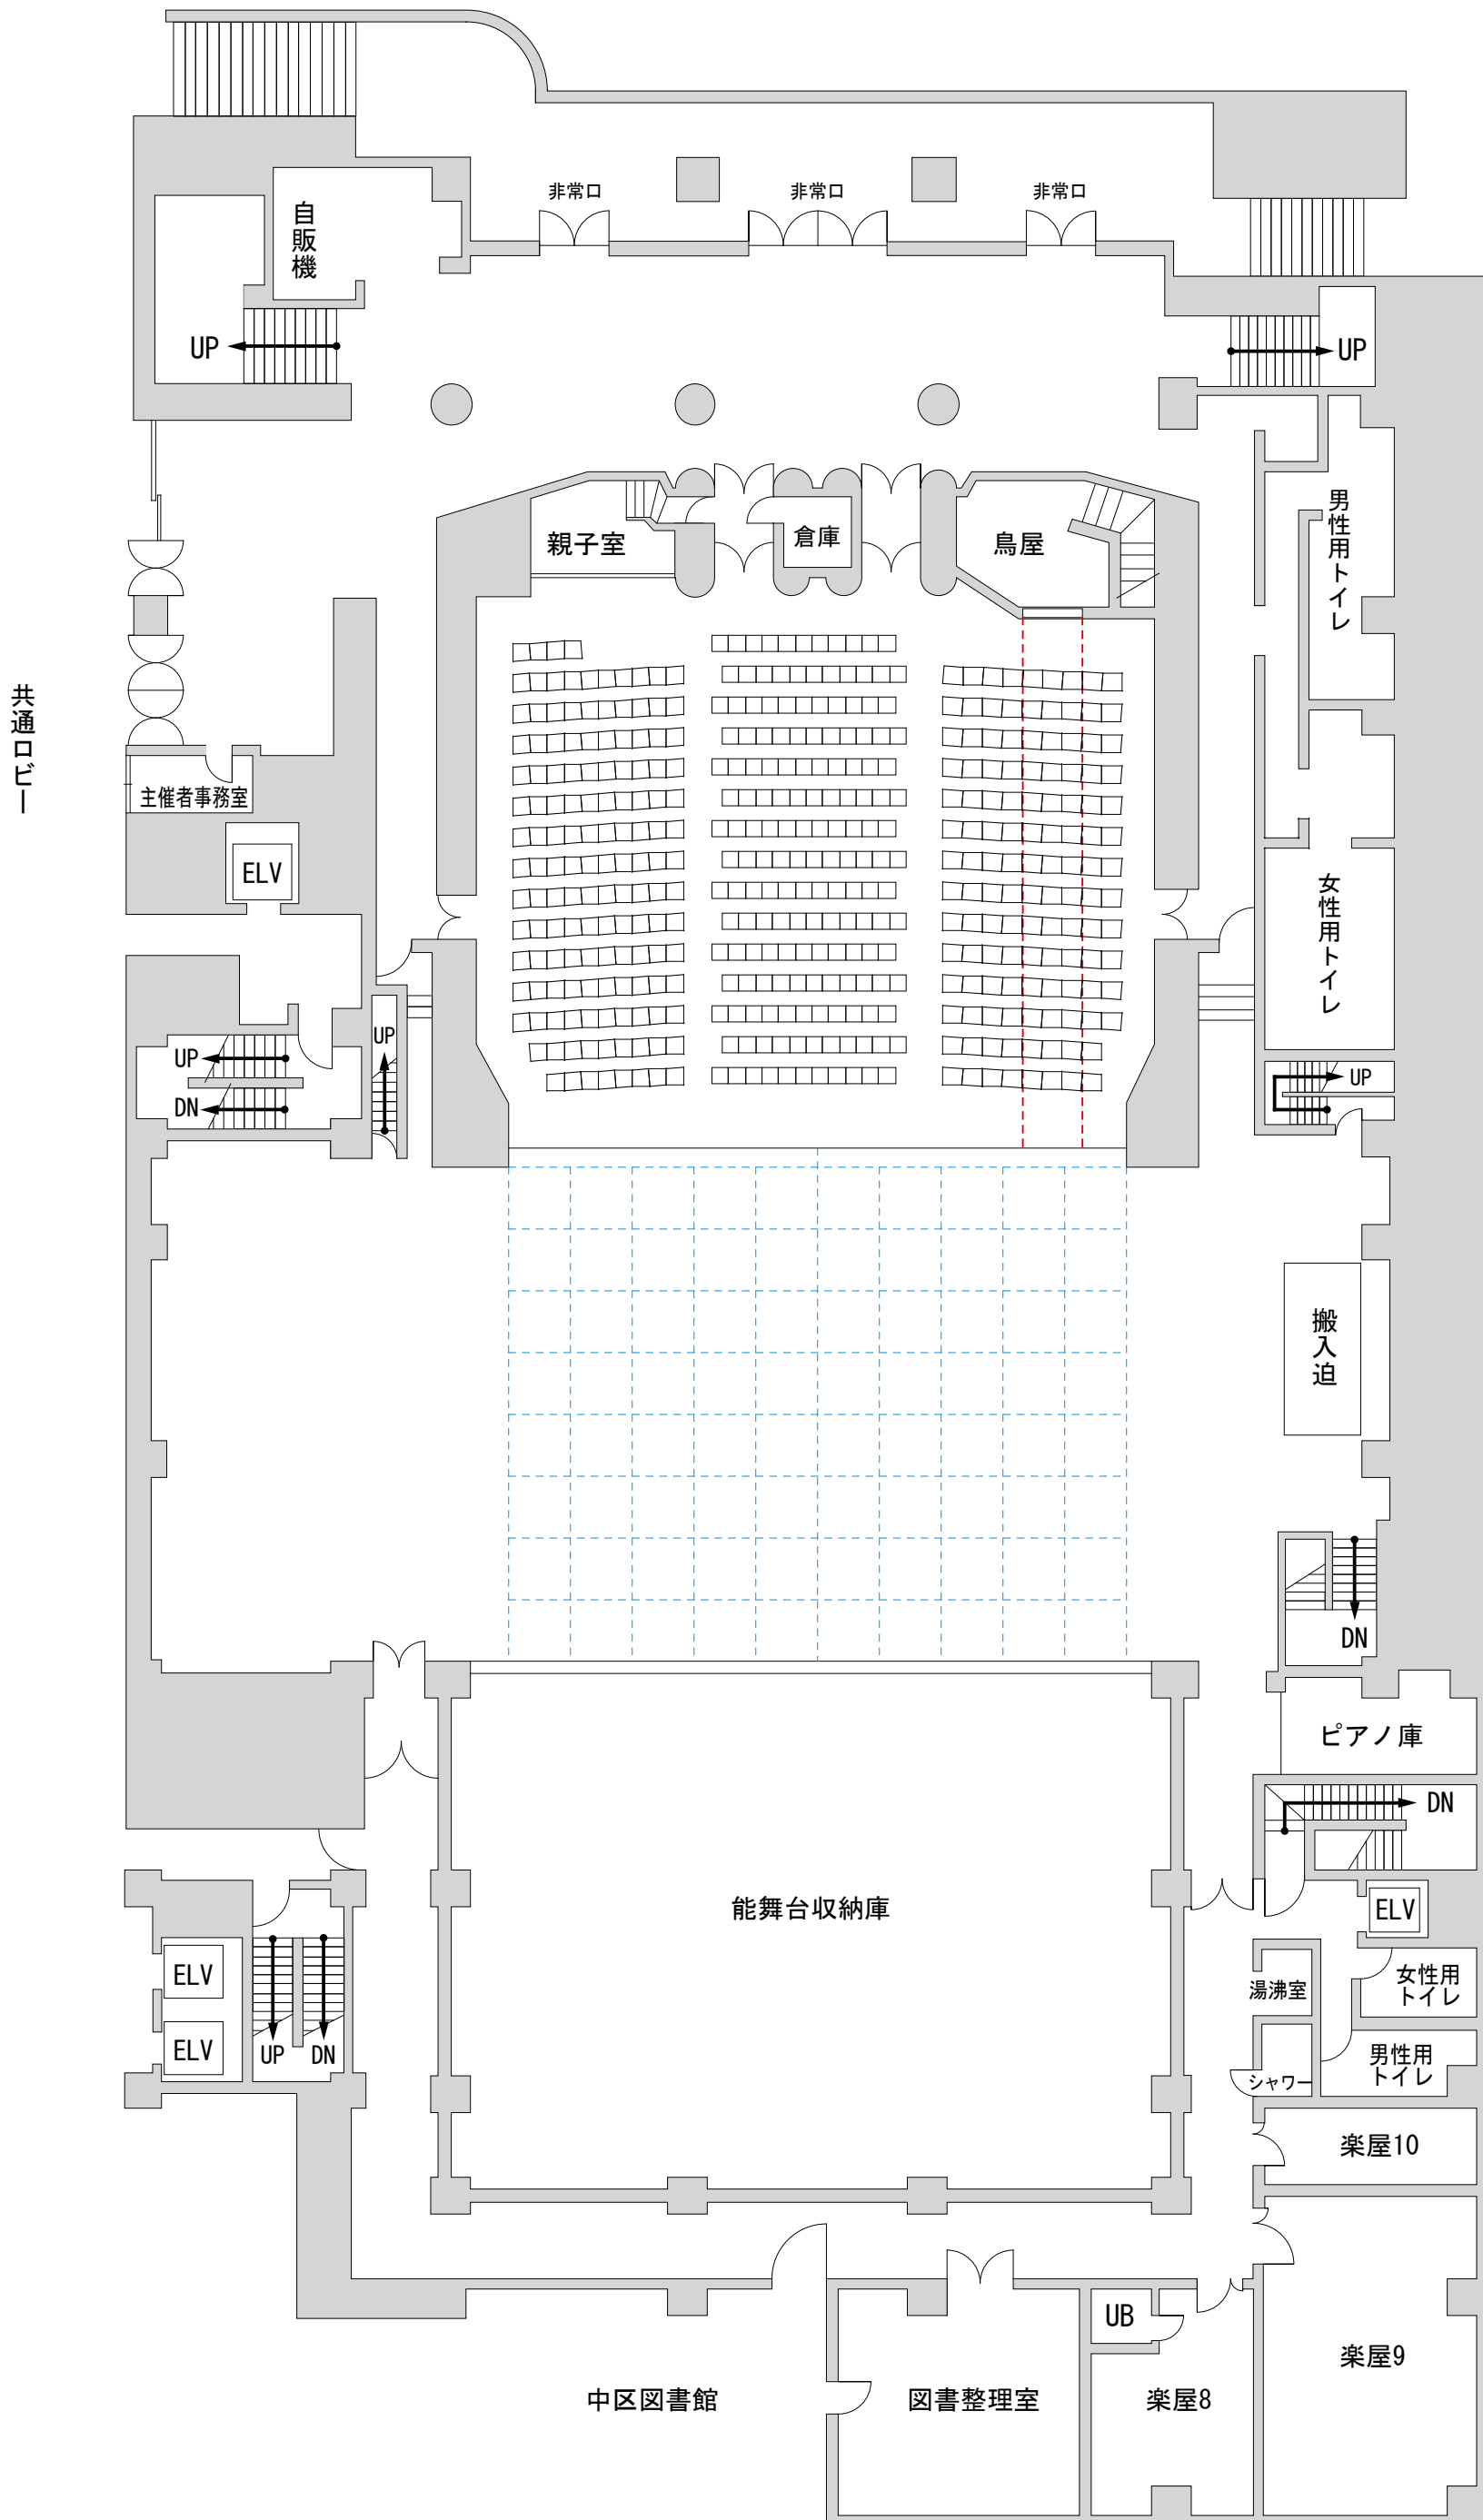 非常口
非常口
非常口
自販機
UP
UP
親子室
倉庫
鳥屋
男性用トイレ
共通ロビー
主催者事務室
ELV
女性用トイレ
UP
UP
DN
UP
搬入迫
DN
ピアノ庫
DN
能舞台収納庫
ELV
ELV
ELV
UP
DN
湯沸室
女性用
トイレ
男性用
トイレ
シャワー
楽屋10
楽屋9
UB
中区図書館
図書整理室
楽屋8